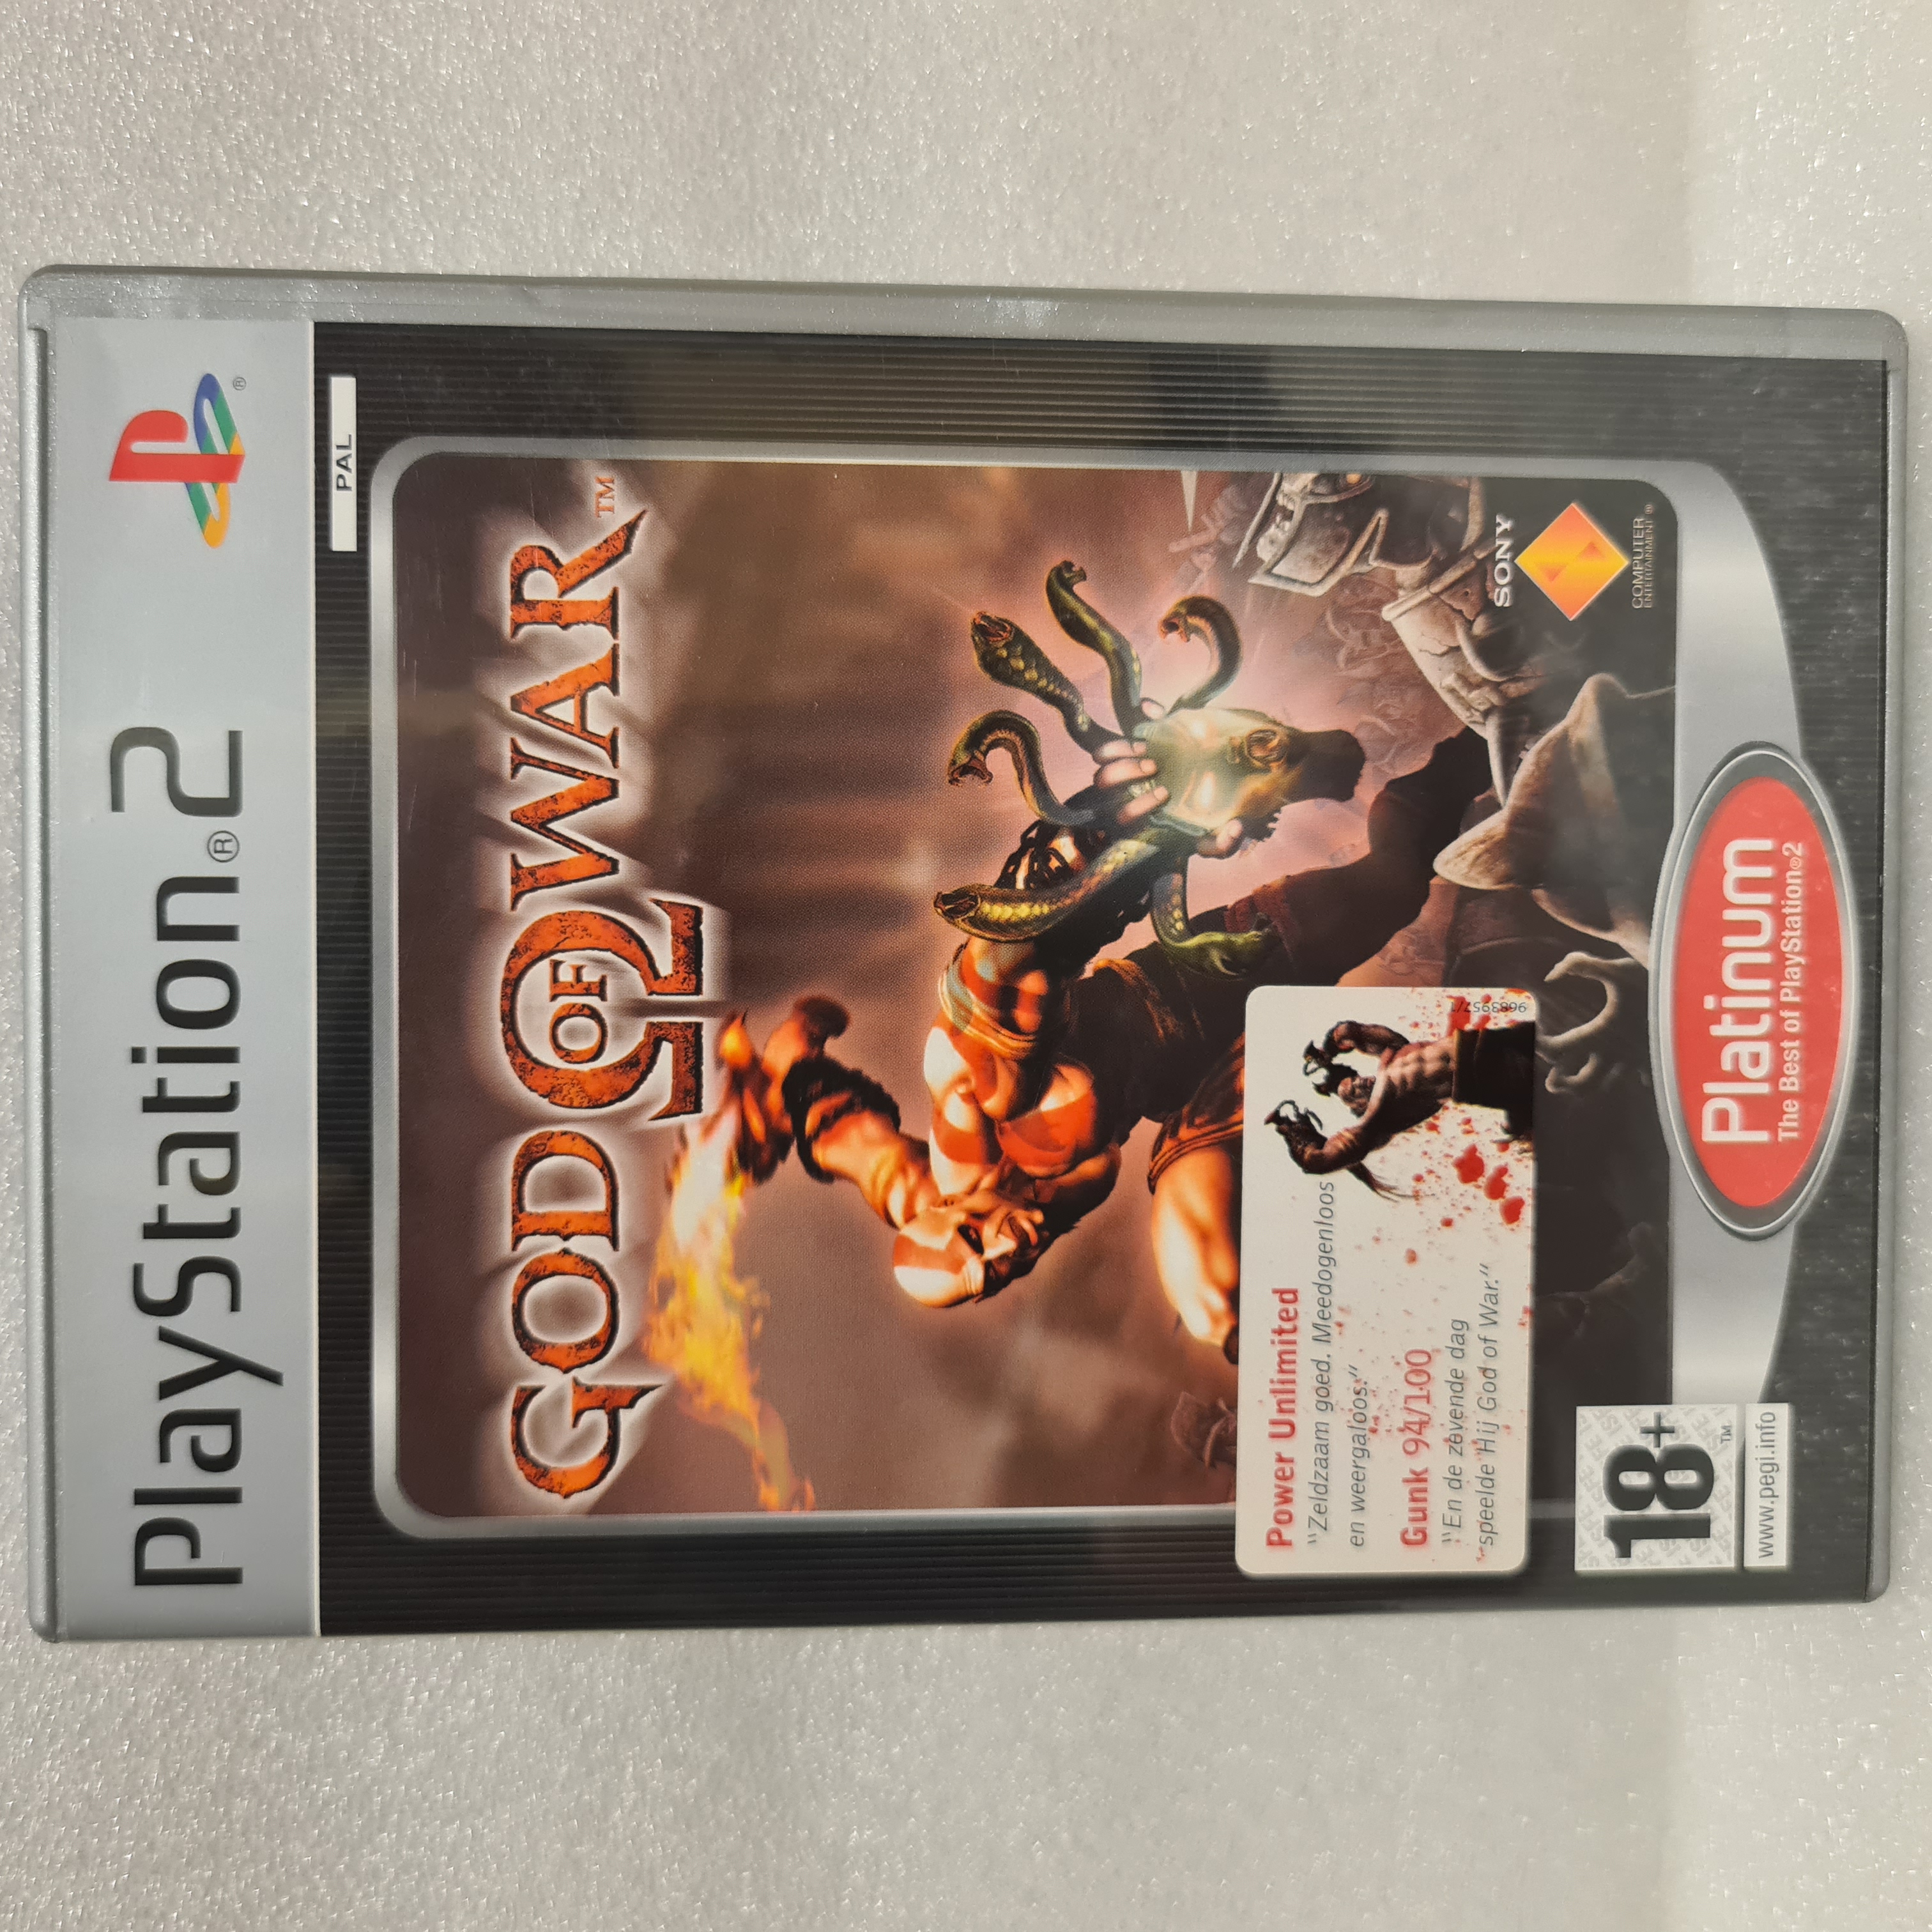 PlayStation®2
®
PAL
GOD OF WAR™
Power Unlimited
"Zeldzaam goed. Meedogenloos
en weergaloos."
Gunk 94/100
"En de zevende dag
speelde Hij God of War."
SONY
COMPUTER
ENTERTAINMENT®
18+
™
www.pegi.info
Platinum
The Best of PlayStation®2